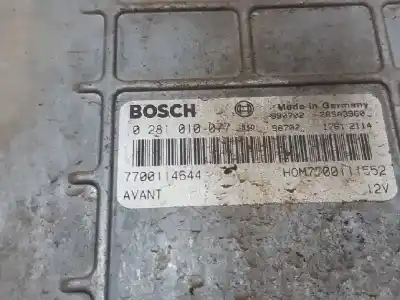 BOSCH Made in Germany
0 281 010 077
7700114644 HOM7700111552
AVANT 12V